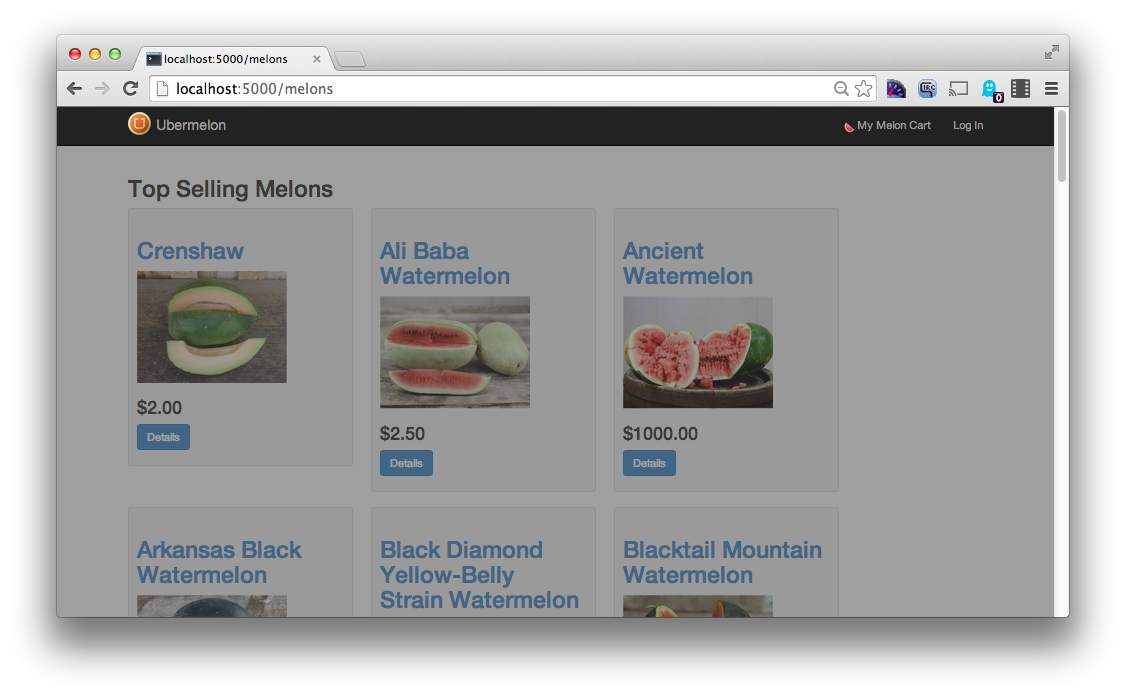 localhost:5000/melons
localhost:5000/melons
0
Ubermelon
My Melon Cart
Log In
Top Selling Melons
Crenshaw
$2.00
Details
Ali Baba
Watermelon
$2.50
Details
Ancient
Watermelon
$1000.00
Details
Arkansas Black
Watermelon
Black Diamond
Yellow-Belly
Strain Watermelon
Blacktail Mountain
Watermelon